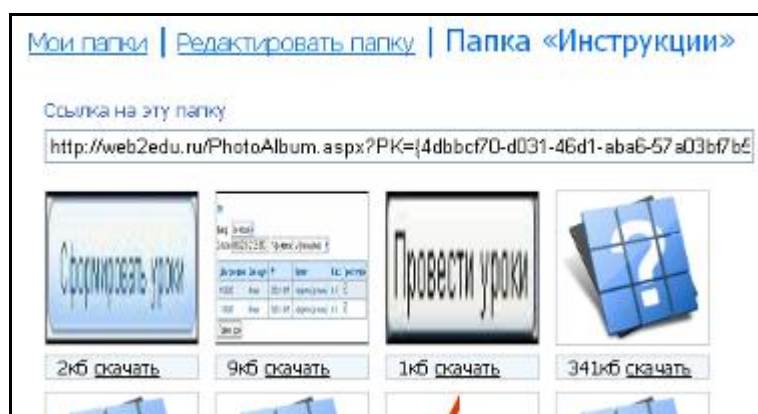 Мои папки | Редактировать папку | Папка «Инструкции»
Ссылка на эту папку
http://web2edu.ru/PhotoAlbum.aspx?PK={4dbbcf70-d031-46d1-aba6-57a03bf7b5
Сформировать уроки
Провести уроки
?
2кб скачать
9кб скачать
1кб скачать
341кб скачать